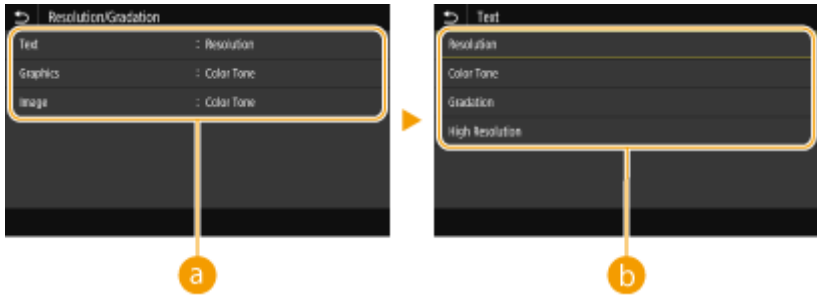 Resolution/Gradation
Text : Resolution
Graphics : Color Tone
Image : Color Tone
a
Text
Resolution
Color Tone
Gradation
High Resolution
b